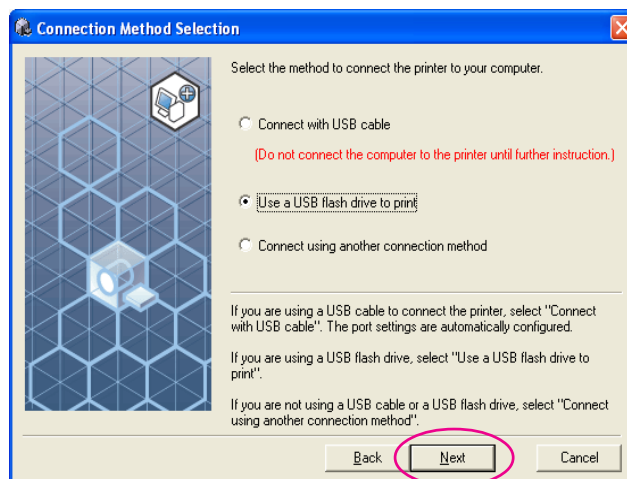 Connection Method Selection
Select the method to connect the printer to your computer.
Connect with USB cable
(Do not connect the computer to the printer until further instruction.)
Use a USB flash drive to print
Connect using another connection method
If you are using a USB cable to connect the printer, select "Connect
with USB cable". The port settings are automatically configured.
If you are using a USB flash drive, select "Use a USB flash drive to
print".
If you are not using a USB cable or a USB flash drive, select "Connect
using another connection method".
Back Next Cancel